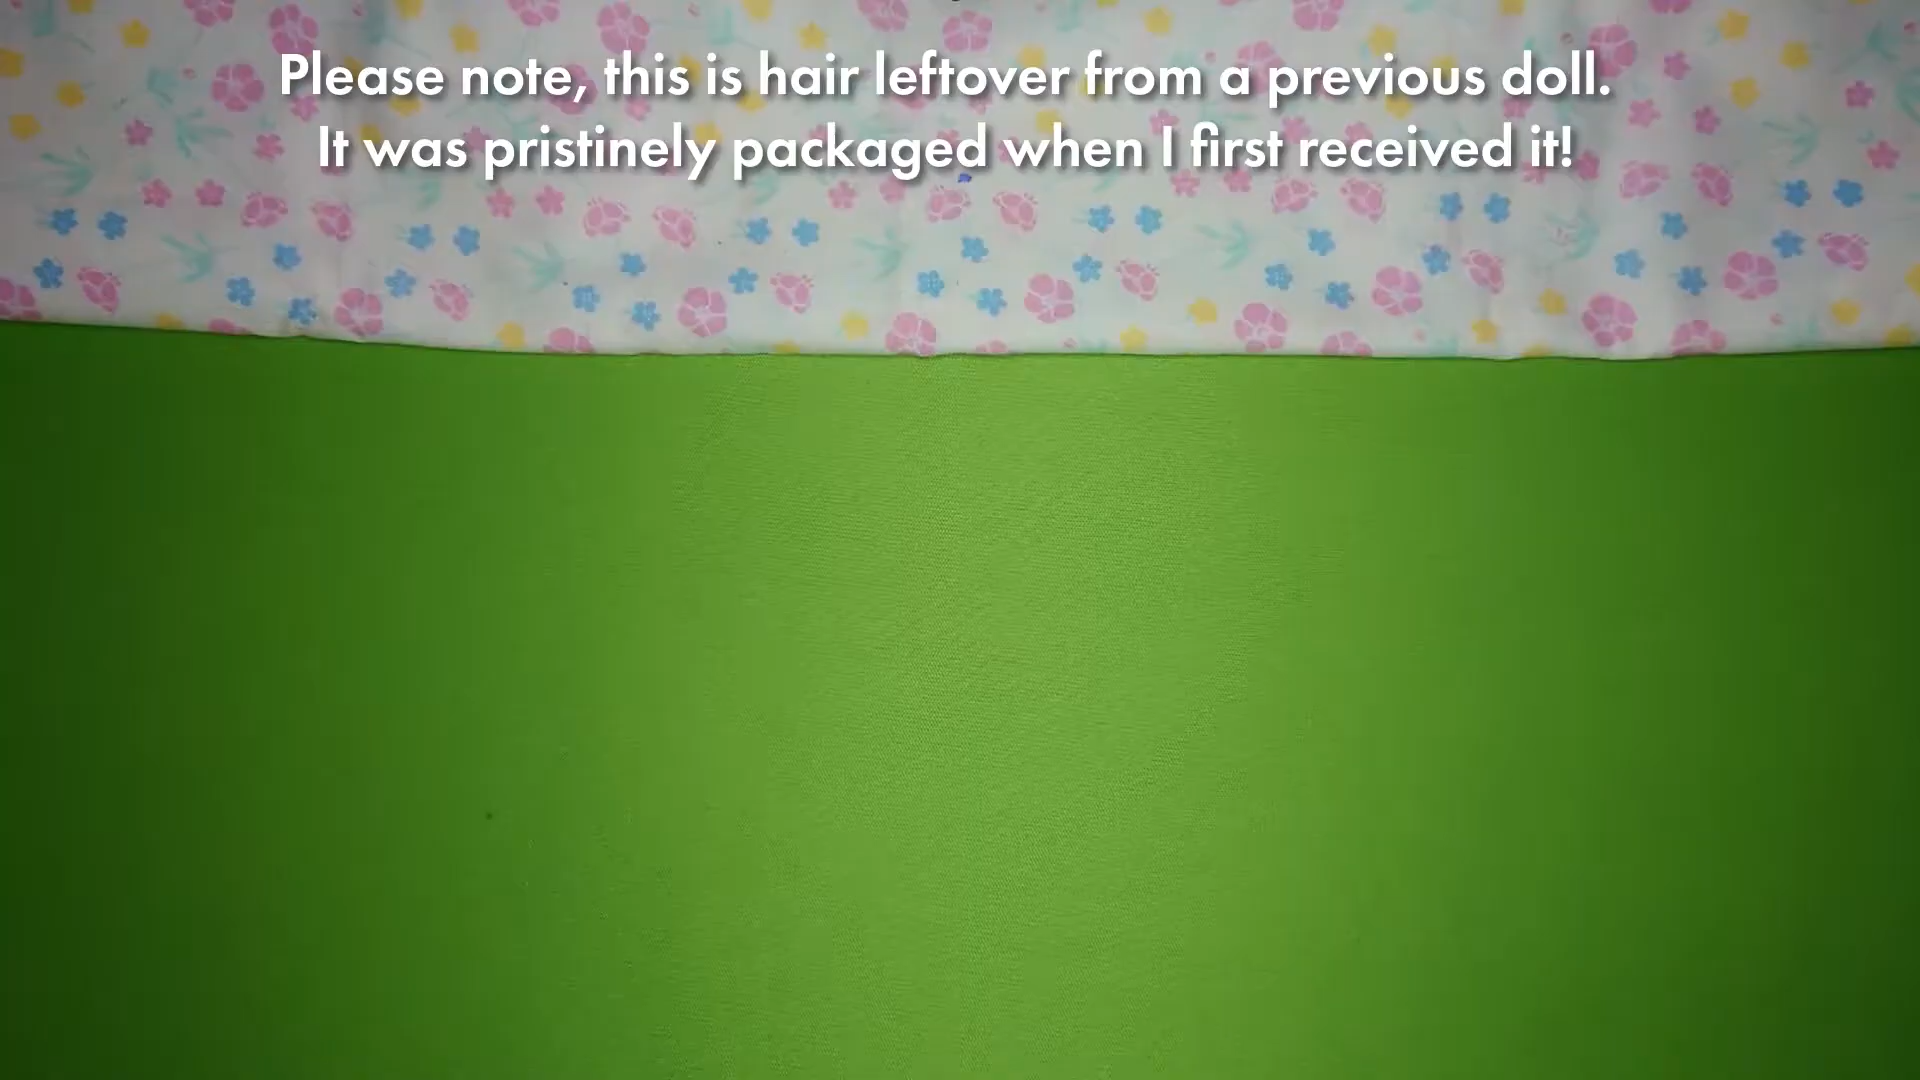 Please note, this is hair leftover from a previous doll.
It was pristinely packaged when I first received it!